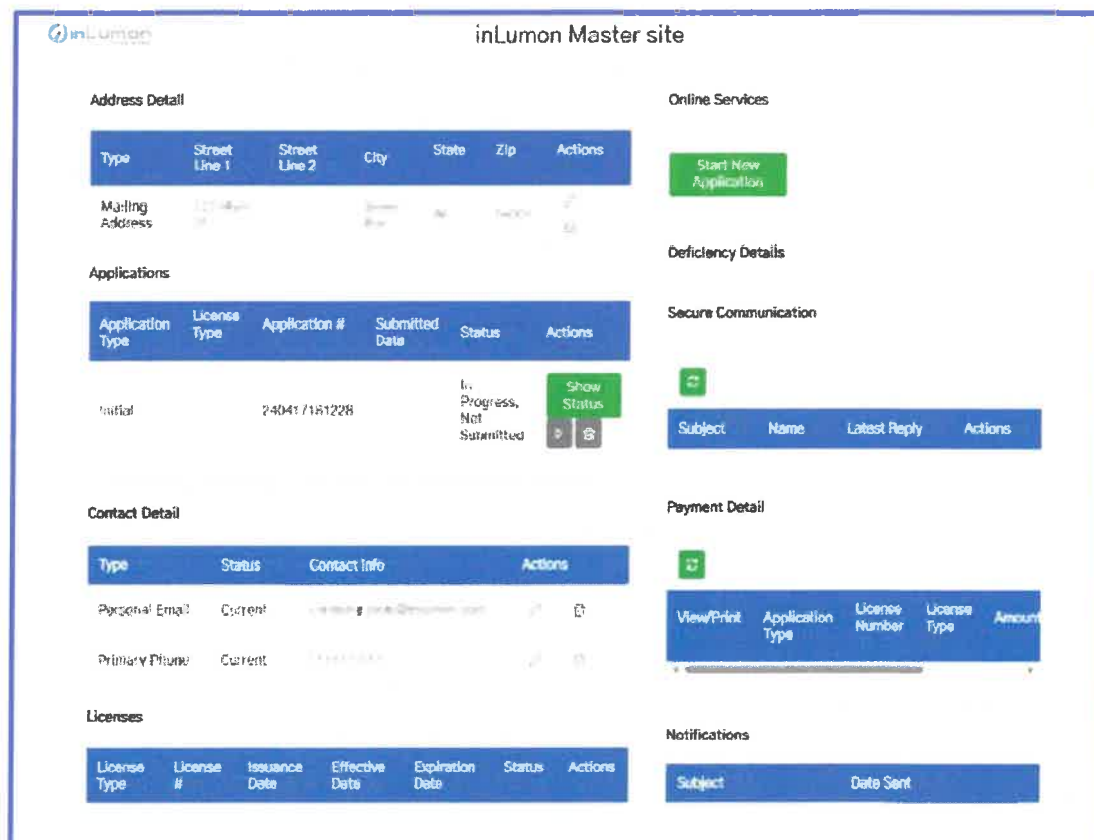 inLumon
inLumon Master site
Address Detail
Type Street Line 1 Street Line 2 City State Zip Actions
Mailing Address
Applications
Application Type License Type Application # Submitted Date Status Actions
Initial 240417161228 In Progress, Not Submitted Show Status
Contact Detail
Type Status Contact Info Actions
Personal Email Current
Primary Phone Current
Licenses
License Type License # Issuance Date Effective Date Expiration Date Status Actions
Online Services
Start New Application
Deficiency Details
Secure Communication
Subject Name Latest Reply Actions
Payment Detail
View/Print Application Type License Number License Type Amount
Notifications
Subject Date Sent